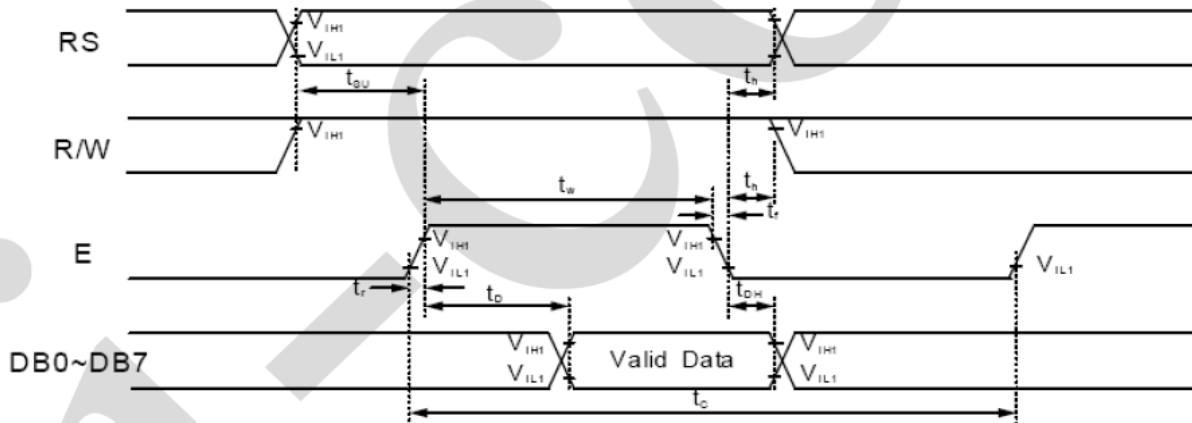 RS
V_IH1
V_IL1
t_SU
t_h
R/W
V_IH1
V_IH1
t_w
t_h
t_f
E
V_IH1
V_IL1
V_IH1
V_IL1
V_IL1
t_r
t_D
t_DH
DB0~DB7
V_IH1
V_IL1
Valid Data
V_IH1
V_IL1
t_C